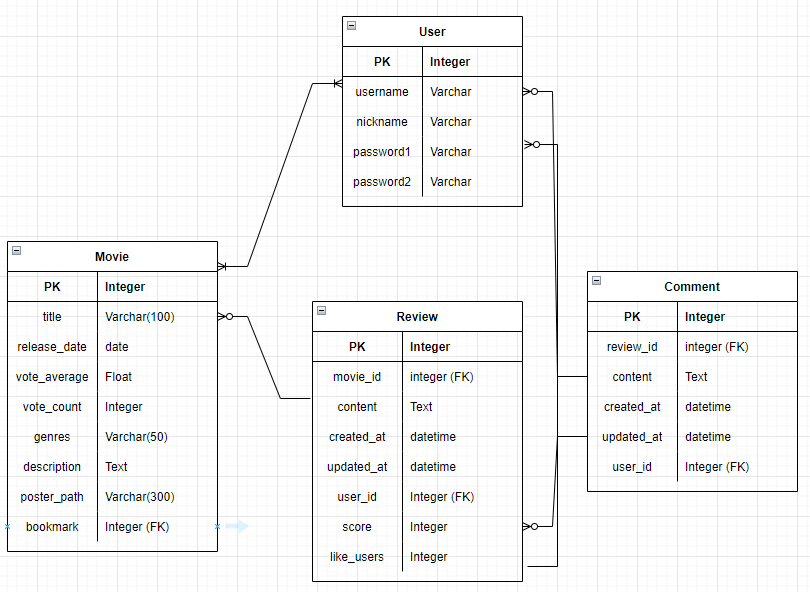 User
PK Integer
username Varchar
nickname Varchar
password1 Varchar
password2 Varchar
Movie
PK Integer
title Varchar(100)
release_date date
vote_average Float
vote_count Integer
genres Varchar(50)
description Text
poster_path Varchar(300)
bookmark Integer (FK)
Review
PK Integer
movie_id integer (FK)
content Text
created_at datetime
updated_at datetime
user_id Integer (FK)
score Integer
like_users Integer
Comment
PK Integer
review_id integer (FK)
content Text
created_at datetime
updated_at datetime
user_id Integer (FK)